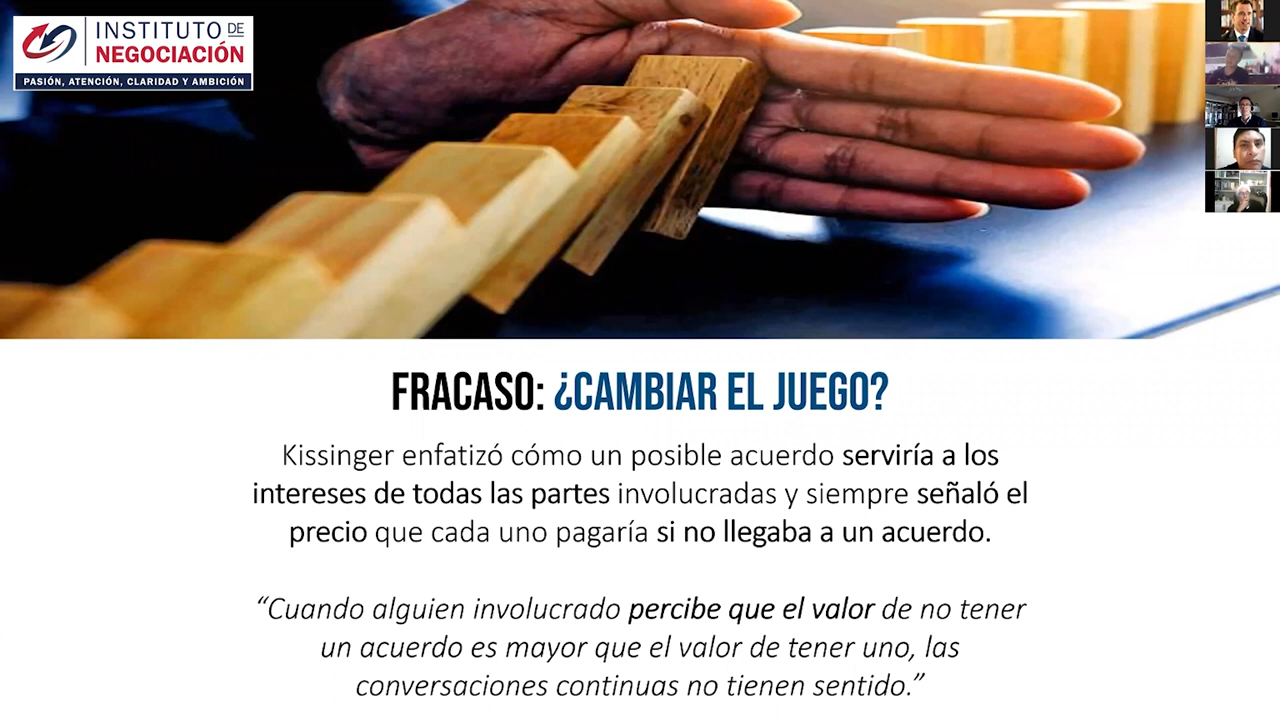 INSTITUTO DE
NEGOCIACIÓN
PASIÓN, ATENCIÓN, CLARIDAD Y AMBICIÓN
FRACASO: ¿CAMBIAR EL JUEGO?
Kissinger enfatizó cómo un posible acuerdo serviría a los
intereses de todas las partes involucradas y siempre señaló el
precio que cada uno pagaría si no llegaba a un acuerdo.
“Cuando alguien involucrado percibe que el valor de no tener
un acuerdo es mayor que el valor de tener uno, las
conversaciones continuas no tienen sentido.”